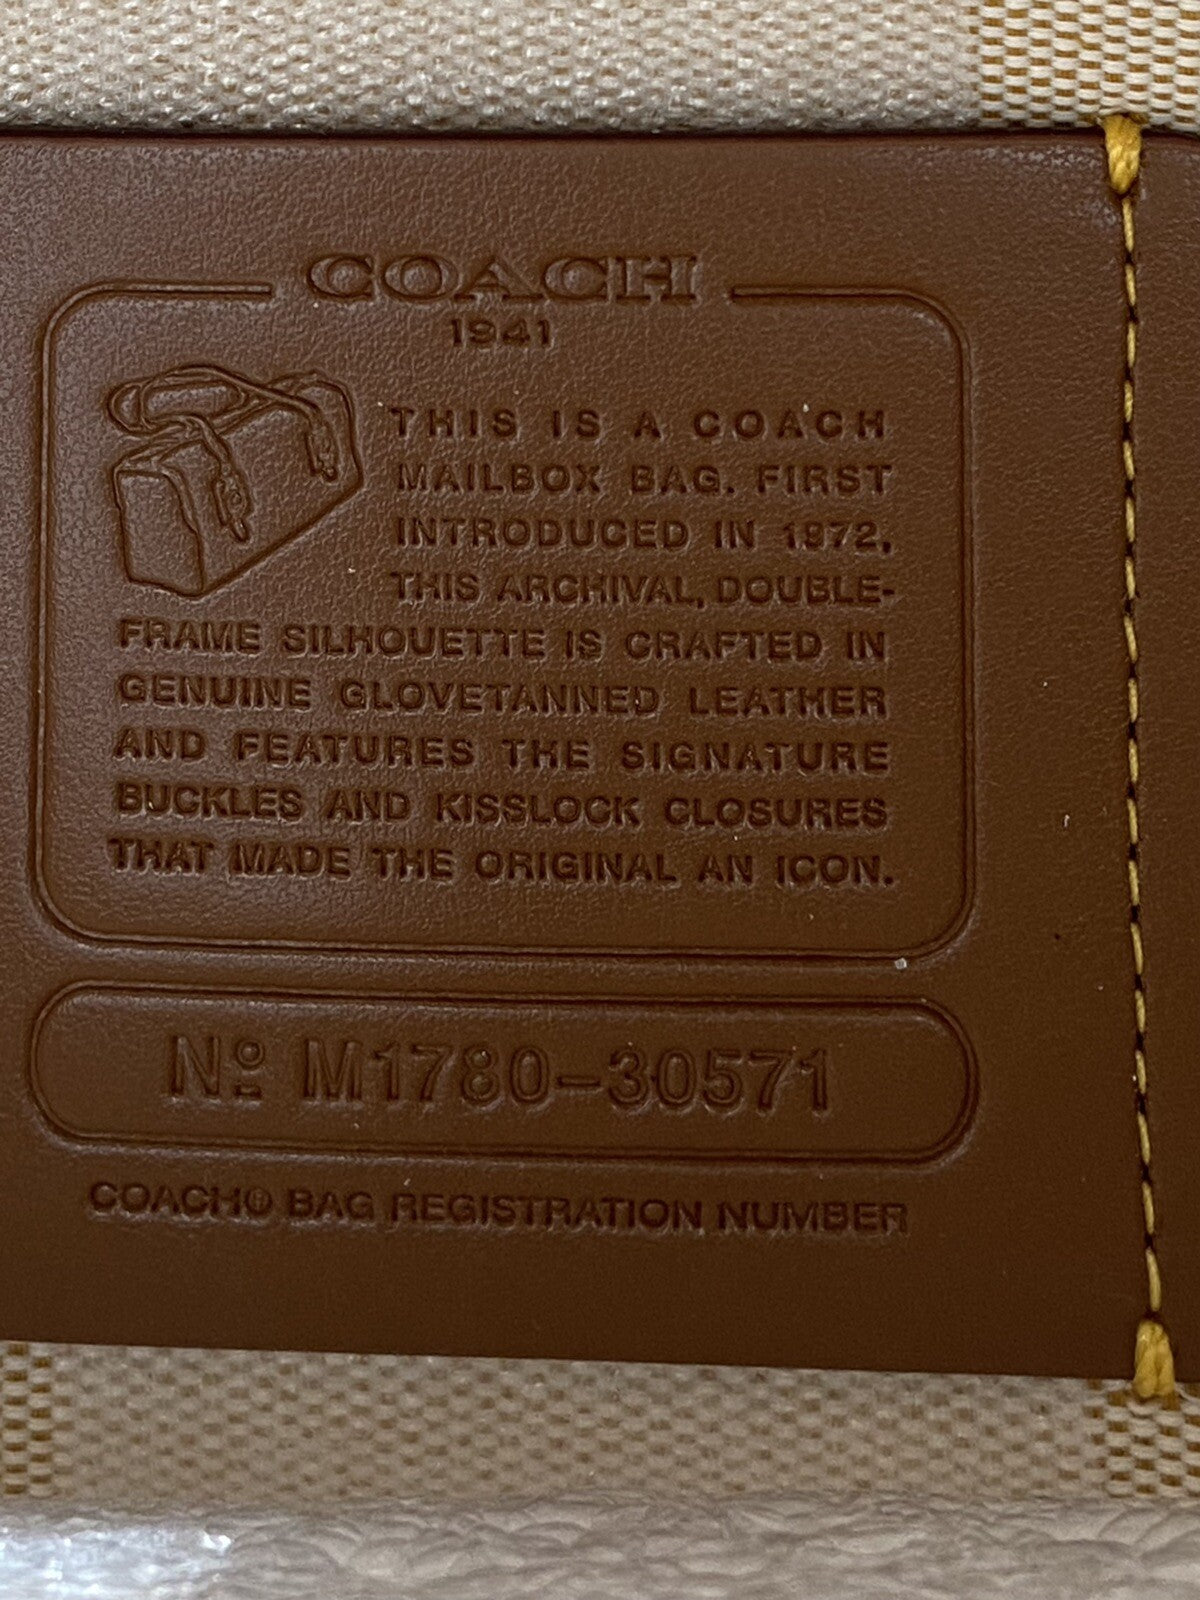 COACH
1941
THIS IS A COACH
MAILBOX BAG. FIRST
INTRODUCED IN 1972,
THIS ARCHIVAL, DOUBLE-
FRAME SILHOUETTE IS CRAFTED IN
GENUINE GLOVETANNED LEATHER
AND FEATURES THE SIGNATURE
BUCKLES AND KISSLOCK CLOSURES
THAT MADE THE ORIGINAL AN ICON.
Nº M1780-30571
COACH® BAG REGISTRATION NUMBER